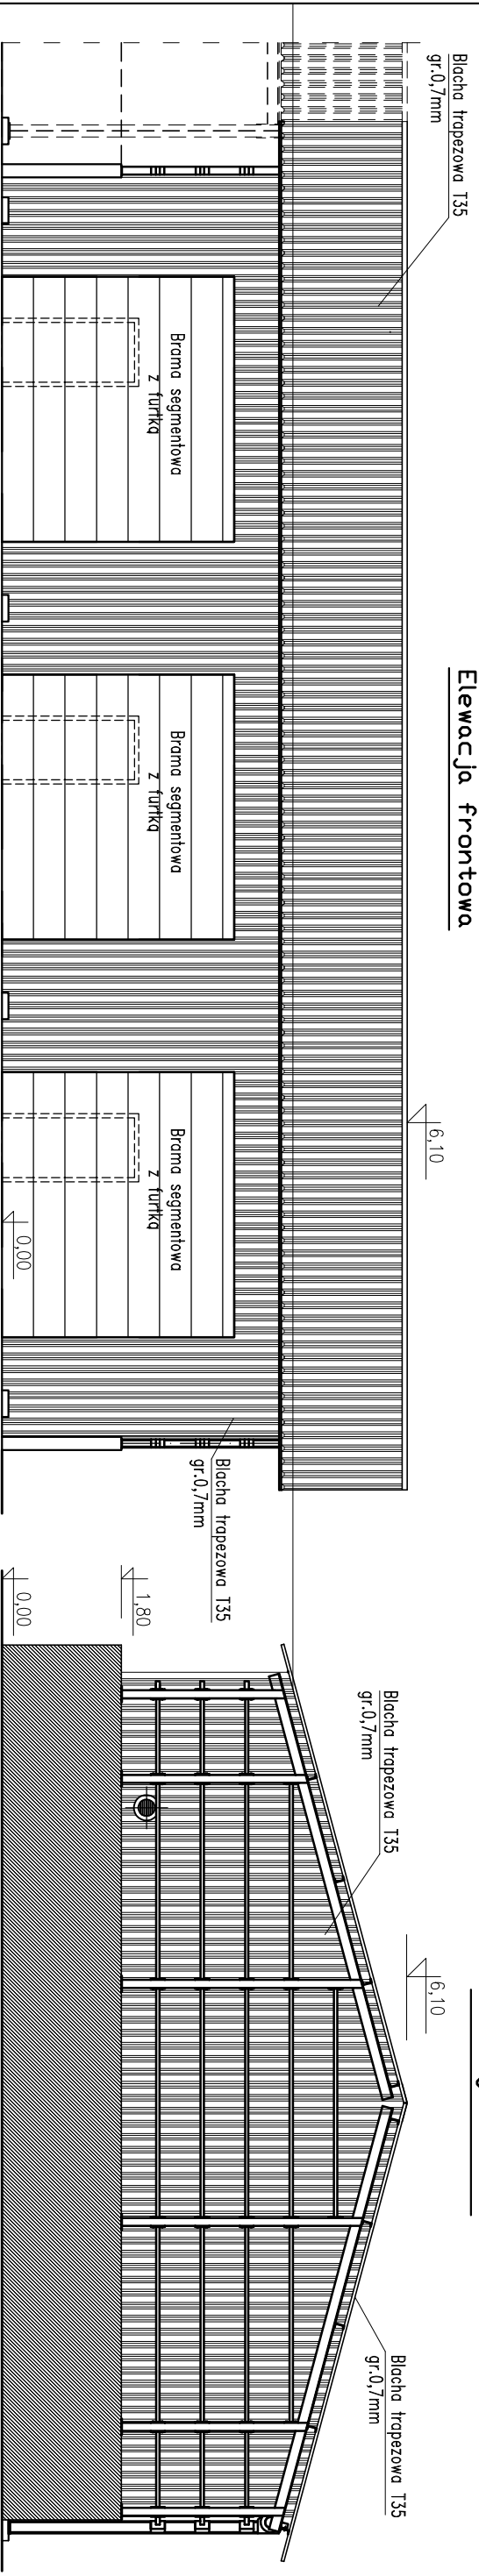 Elewacja frontowa
Blacha trapezowa T35
gr.0,7mm
6,10
Brama segmentowa
z furtką
Brama segmentowa
z furtką
Brama segmentowa
z furtką
0,00
Blacha trapezowa T35
gr.0,7mm
6,10
Blacha trapezowa T35
gr.0,7mm
Blacha trapezowa T35
gr.0,7mm
1,80
0,00